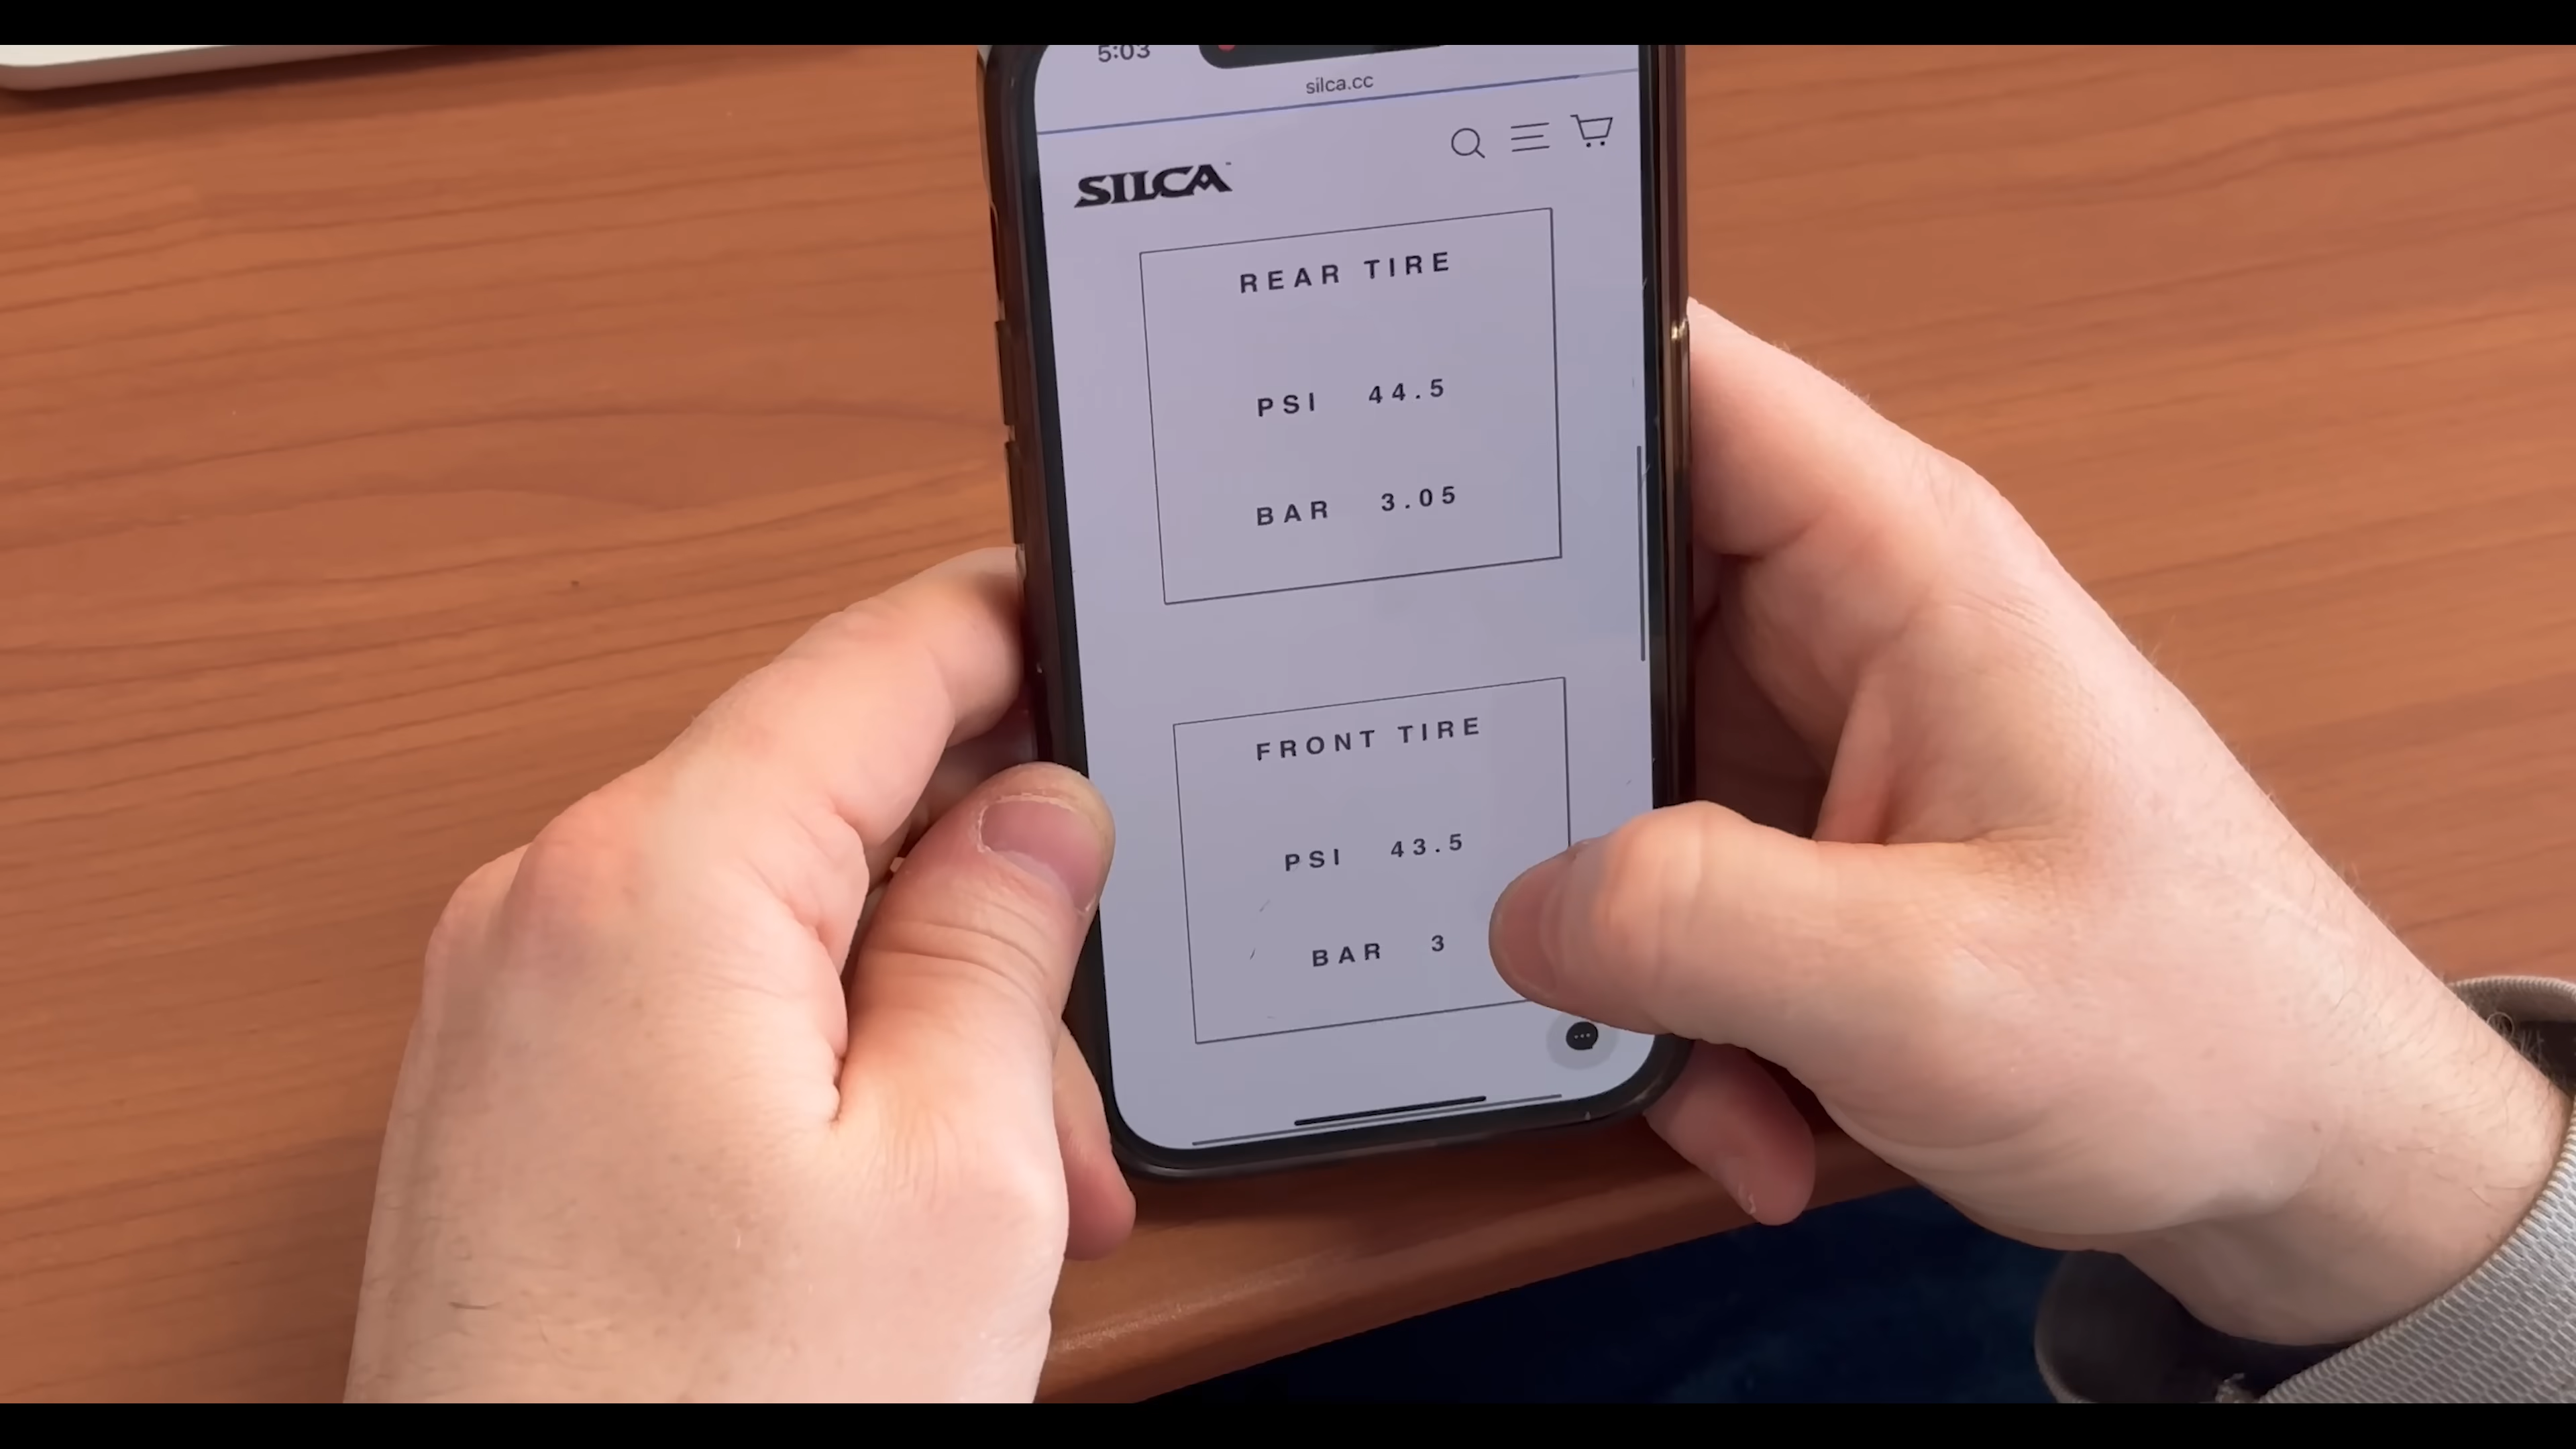 5:03
silca.cc
SILCA™
REAR TIRE
PSI 44.5
BAR 3.05
FRONT TIRE
PSI 43.5
BAR 3